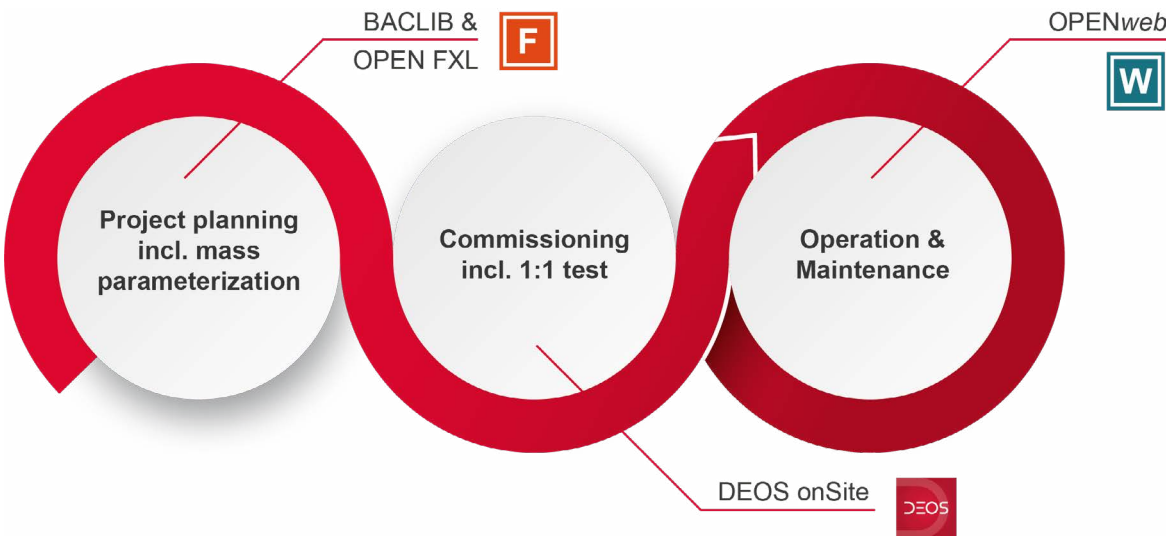 BACLIB &
OPEN FXL
F
OPENweb
W
Project planning
incl. mass
parameterization
Commissioning
incl. 1:1 test
Operation &
Maintenance
DEOS onSite
DEOS